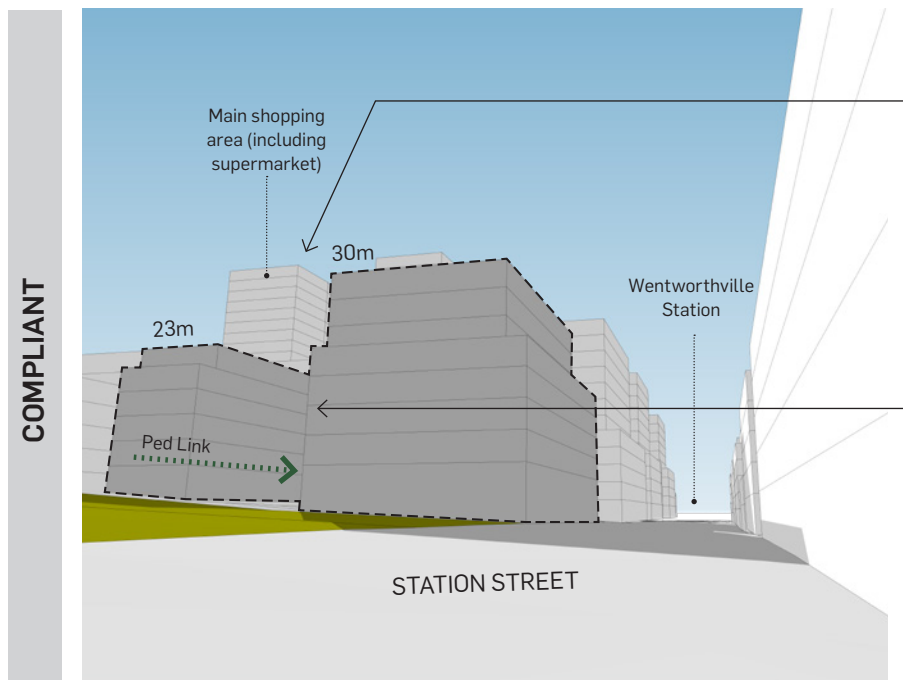 COMPLIANT
Main shopping
area (including
supermarket)
30m
23m
Wentworthville
Station
Ped Link
STATION STREET